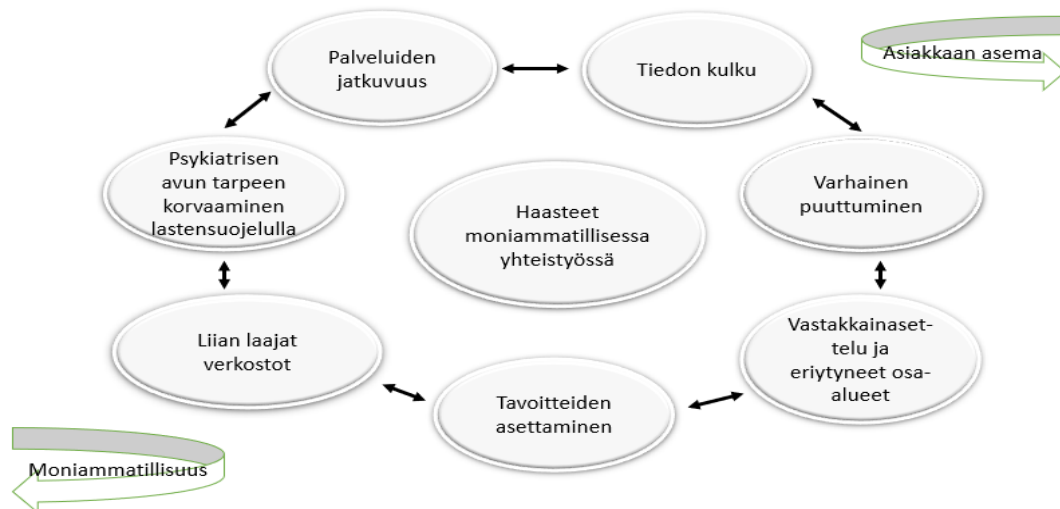 Palveluiden
jatkuvuus
Tiedon kulku
Asiakkaan asema
Psykiatrisen
avun tarpeen
korvaaminen
lastensuojelulla
Haasteet
moniammatillisessa
yhteistyössä
Varhainen
puuttuminen
Liian laajat
verkostot
Vastakkainaset-
telu ja
eriytyneet osa-
alueet
Tavoitteiden
asettaminen
Moniammatillisuus